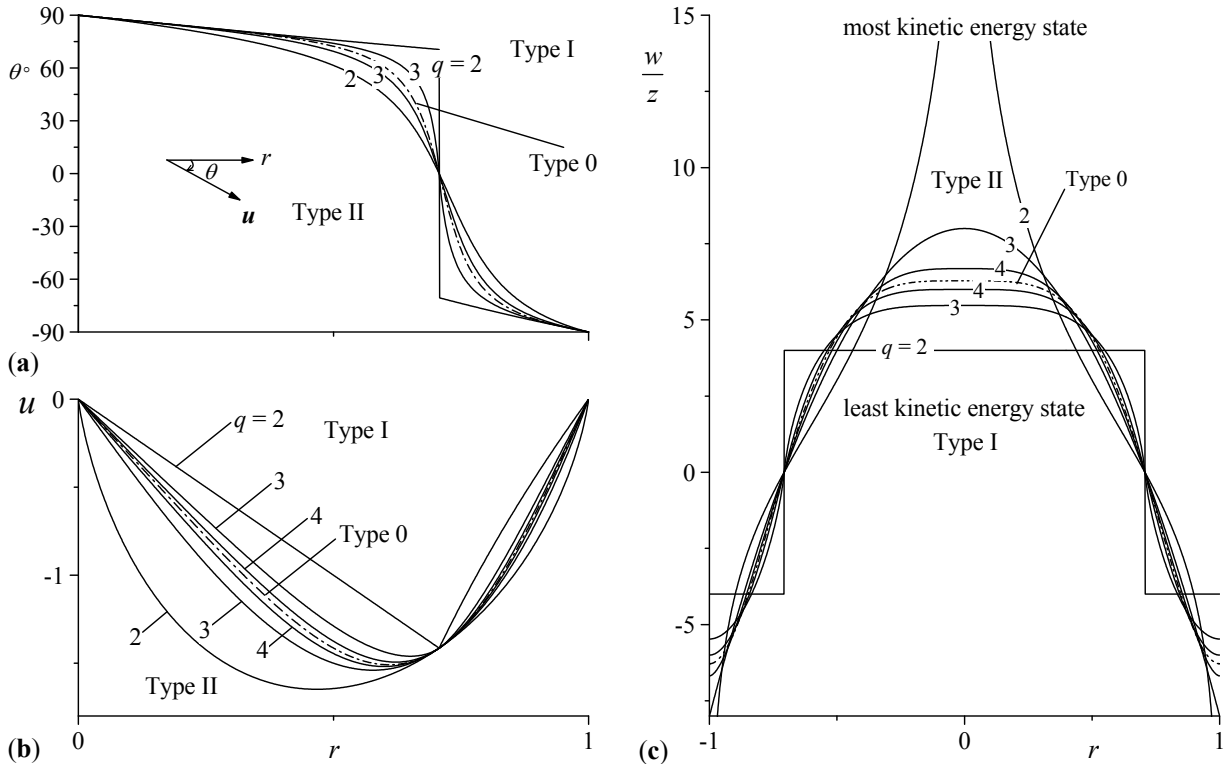 90
60
30
0
-30
-60
-90
θ°
Type I
q = 2
3
3
2
Type 0
r
θ
u
Type II
r
(a)
0
-1
u
q = 2
Type I
3
4
Type 0
2
3
4
Type II
0
1
r
(b)
15
10
5
0
-5
w
z
most kinetic energy state
Type II
Type 0
2
3
4
4
3
q = 2
least kinetic energy state
Type I
-1
0
1
r
(c)